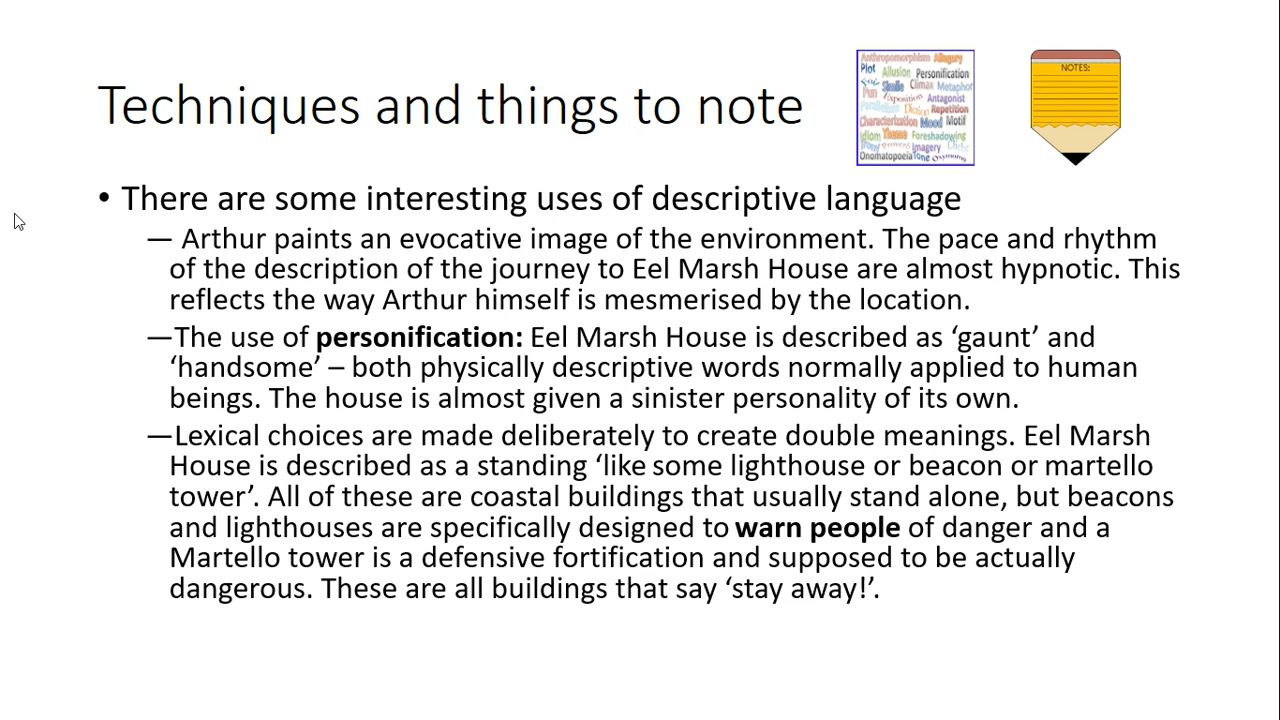 Techniques and things to note
Anthropomorphism Allegory
Plot Allusion Personification
Pun Simile Climax Metaphor
Exposition Antagonist
Parallelism Diction Repetition
Characterization Mood Motif
Idiom Theme Foreshadowing
Irony Proverb Imagery Cliche
Onomatopoeia Tone Oxymoron
NOTES:
• There are some interesting uses of descriptive language
— Arthur paints an evocative image of the environment. The pace and rhythm
of the description of the journey to Eel Marsh House are almost hypnotic. This
reflects the way Arthur himself is mesmerised by the location.
—The use of personification: Eel Marsh House is described as ‘gaunt’ and
‘handsome’ – both physically descriptive words normally applied to human
beings. The house is almost given a sinister personality of its own.
—Lexical choices are made deliberately to create double meanings. Eel Marsh
House is described as a standing ‘like some lighthouse or beacon or martello
tower’. All of these are coastal buildings that usually stand alone, but beacons
and lighthouses are specifically designed to warn people of danger and a
Martello tower is a defensive fortification and supposed to be actually
dangerous. These are all buildings that say ‘stay away!’.